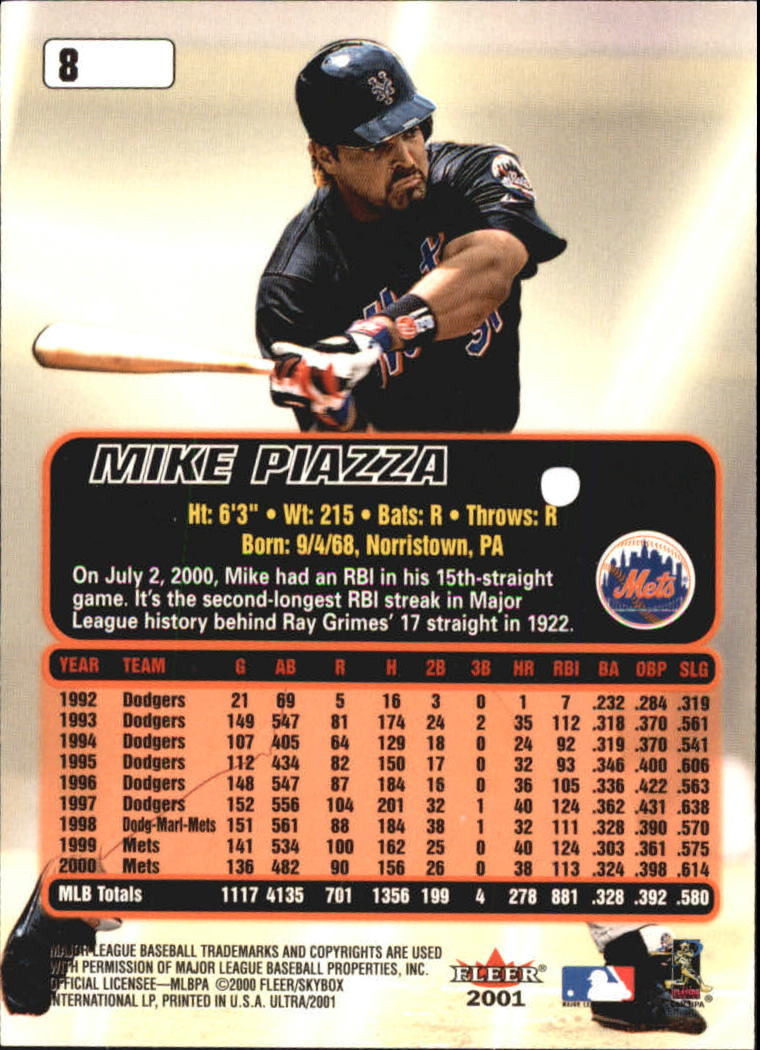 8
MIKE PIAZZA
Ht: 6'3" • Wt: 215 • Bats: R • Throws: R
Born: 9/4/68, Norristown, PA
On July 2, 2000, Mike had an RBI in his 15th-straight
game. It's the second-longest RBI streak in Major
League history behind Ray Grimes' 17 straight in 1922.
Mets
YEAR TEAM G AB R H 2B 3B HR RBI BA OBP SLG
1992 Dodgers 21 69 5 16 3 0 1 7 .232 .284 .319
1993 Dodgers 149 547 81 174 24 2 35 112 .318 .370 .561
1994 Dodgers 107 405 64 129 18 0 24 92 .319 .370 .541
1995 Dodgers 112 434 82 150 17 0 32 93 .346 .400 .606
1996 Dodgers 148 547 87 184 16 0 36 105 .336 .422 .563
1997 Dodgers 152 556 104 201 32 1 40 124 .362 .431 .638
1998 Dodg-Marl-Mets 151 561 88 184 38 1 32 111 .328 .390 .570
1999 Mets 141 534 100 162 25 0 40 124 .303 .361 .575
2000 Mets 136 482 90 156 26 0 38 113 .324 .398 .614
MLB Totals 1117 4135 701 1356 199 4 278 881 .328 .392 .580
MAJOR LEAGUE BASEBALL TRADEMARKS AND COPYRIGHTS ARE USED
WITH PERMISSION OF MAJOR LEAGUE BASEBALL PROPERTIES, INC.
OFFICIAL LICENSEE—MLBPA ©2000 FLEER/SKYBOX
INTERNATIONAL LP, PRINTED IN U.S.A. ULTRA/2001
FLEER®
2001